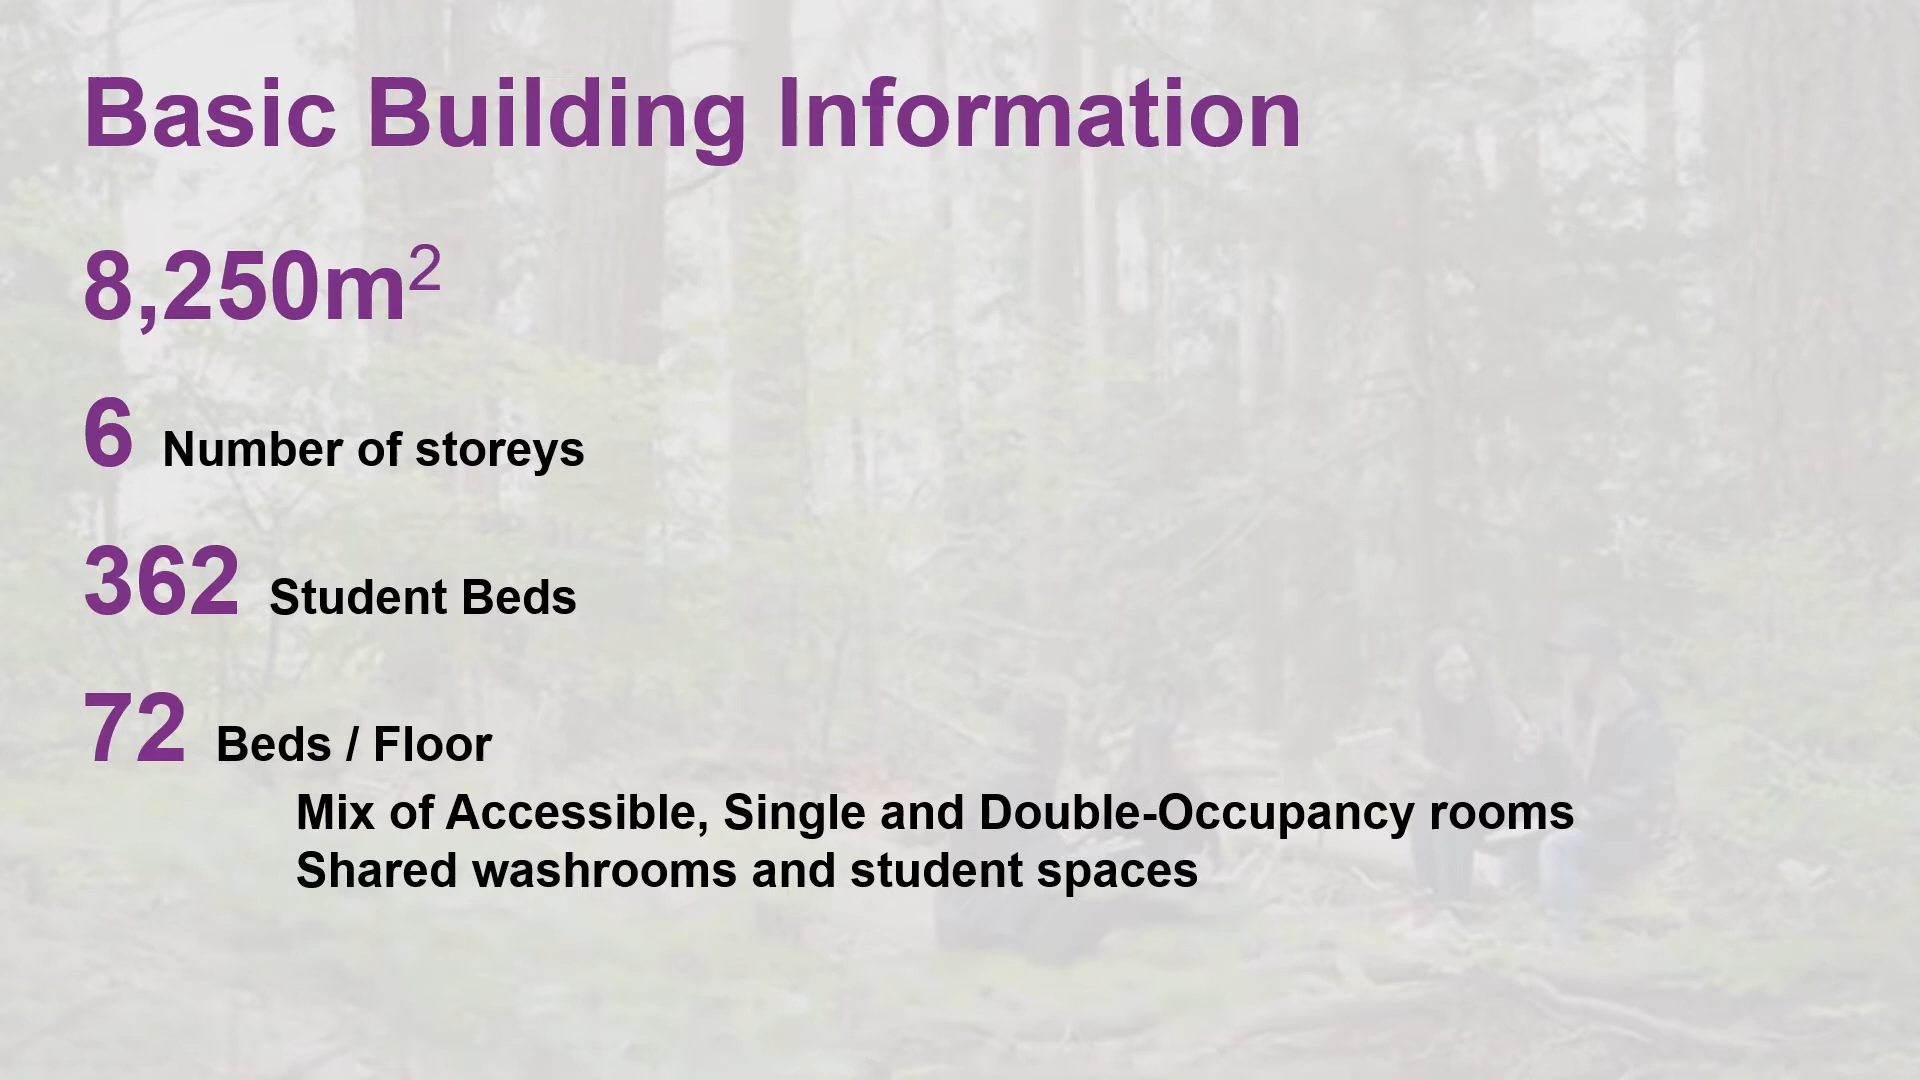 Basic Building Information
8,250m²
6 Number of storeys
362 Student Beds
72 Beds / Floor
Mix of Accessible, Single and Double-Occupancy rooms
Shared washrooms and student spaces